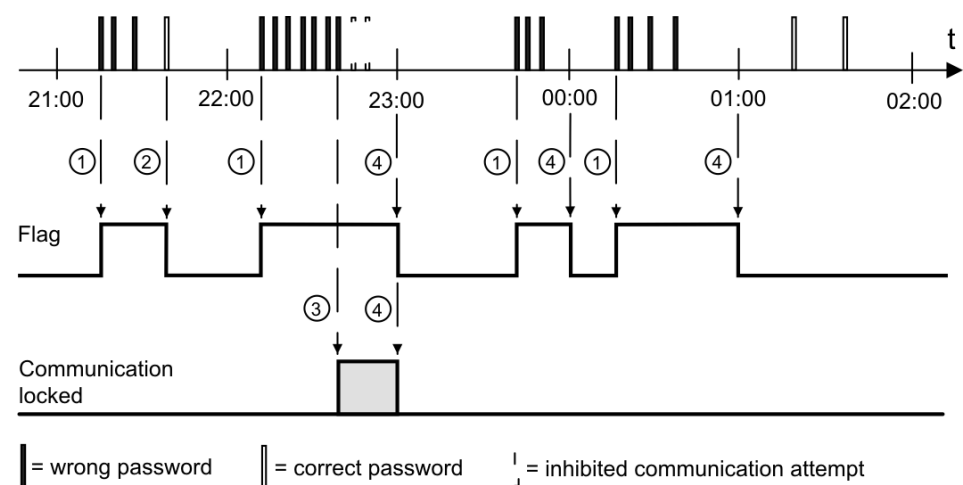 t
21:00 22:00 23:00 00:00 01:00 02:00
① ② ① ④ ① ④ ① ④
Flag
③ ④
Communication
locked
= wrong password = correct password = inhibited communication attempt